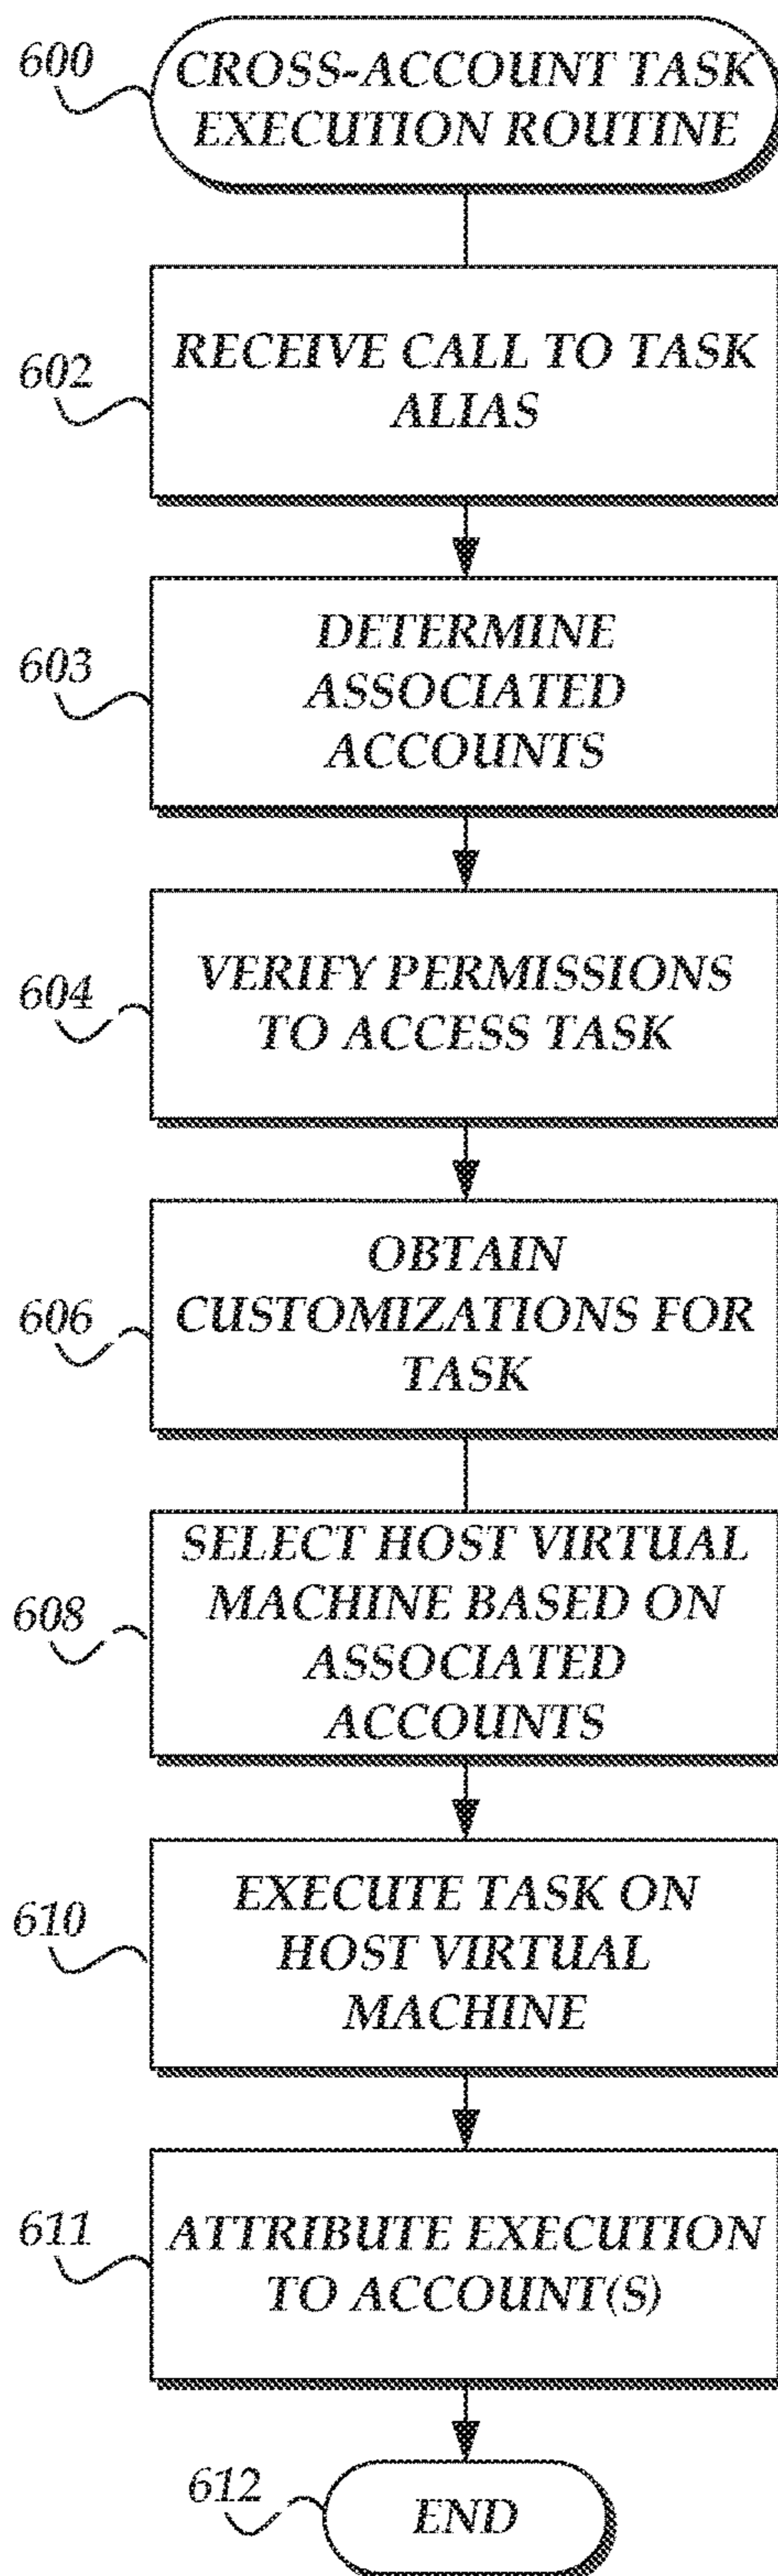 600
CROSS-ACCOUNT TASK
EXECUTION ROUTINE
602
RECEIVE CALL TO TASK
ALIAS
603
DETERMINE
ASSOCIATED
ACCOUNTS
604
VERIFY PERMISSIONS
TO ACCESS TASK
606
OBTAIN
CUSTOMIZATIONS FOR
TASK
608
SELECT HOST VIRTUAL
MACHINE BASED ON
ASSOCIATED
ACCOUNTS
610
EXECUTE TASK ON
HOST VIRTUAL
MACHINE
611
ATTRIBUTE EXECUTION
TO ACCOUNT(S)
612
END